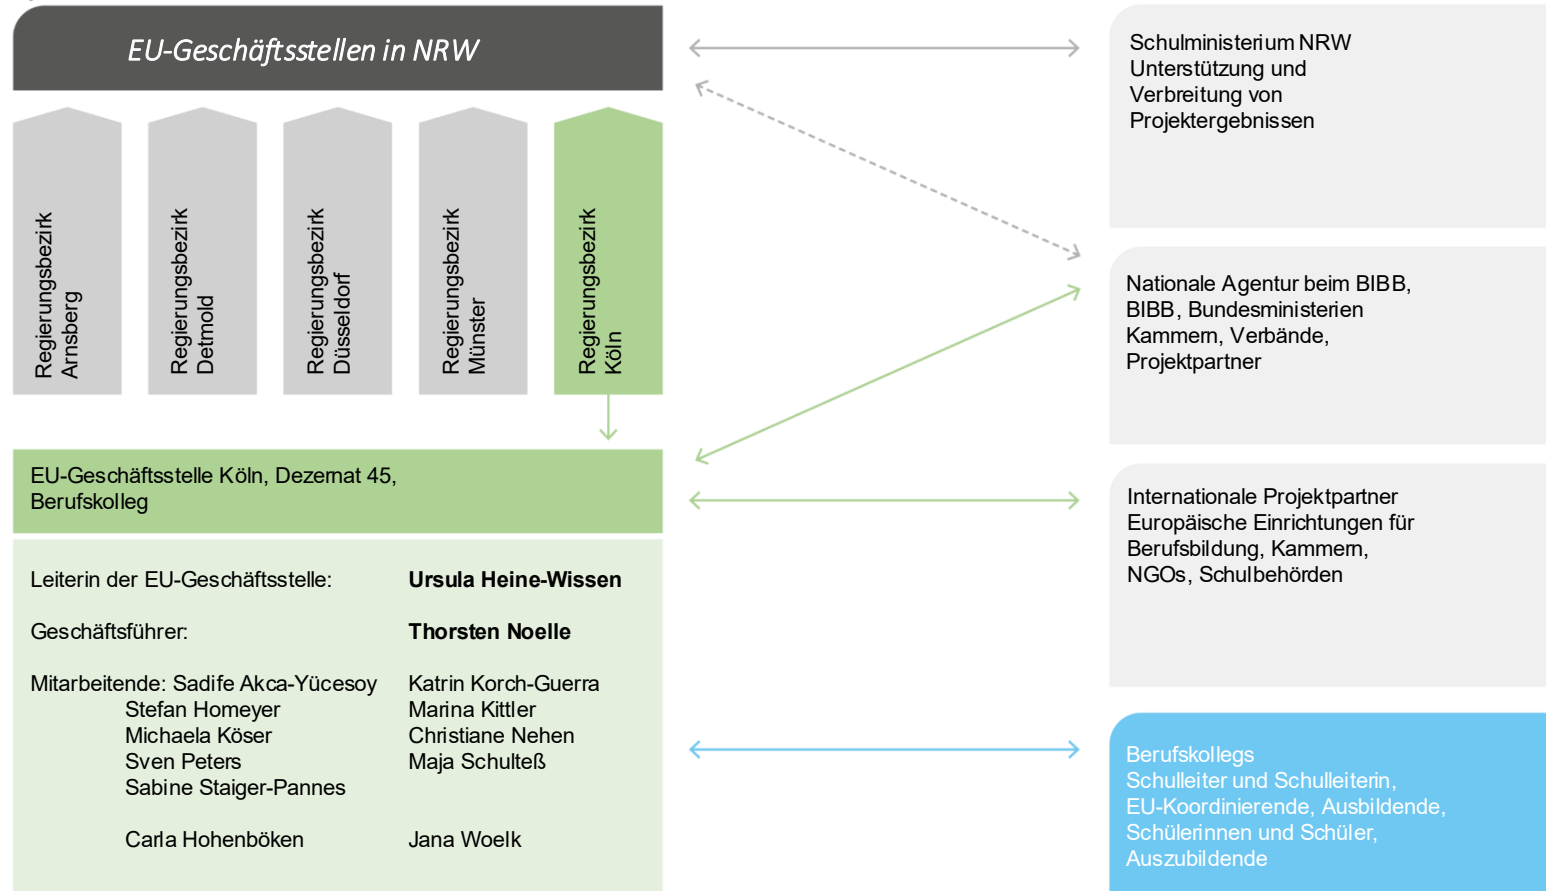 EU-Geschäftsstellen in NRW
Regierungsbezirk
Arnsberg
Regierungsbezirk
Detmold
Regierungsbezirk
Düsseldorf
Regierungsbezirk
Münster
Regierungsbezirk
Köln
EU-Geschäftsstelle Köln, Dezernat 45,
Berufskolleg
Leiterin der EU-Geschäftsstelle: Ursula Heine-Wissen
Geschäftsführer: Thorsten Noelle
Mitarbeitende: Sadife Akca-Yücesoy Katrin Korch-Guerra
Stefan Homeyer Marina Kittler
Michaela Köser Christiane Nehen
Sven Peters Maja Schulteß
Sabine Staiger-Pannes
Carla Hohenböken Jana Woelk
Schulministerium NRW
Unterstützung und
Verbreitung von
Projektergebnissen
Nationale Agentur beim BIBB,
BIBB, Bundesministerien
Kammern, Verbände,
Projektpartner
Internationale Projektpartner
Europäische Einrichtungen für
Berufsbildung, Kammern,
NGOs, Schulbehörden
Berufskollegs
Schulleiter und Schulleiterin,
EU-Koordinierende, Ausbildende,
Schülerinnen und Schüler,
Auszubildende